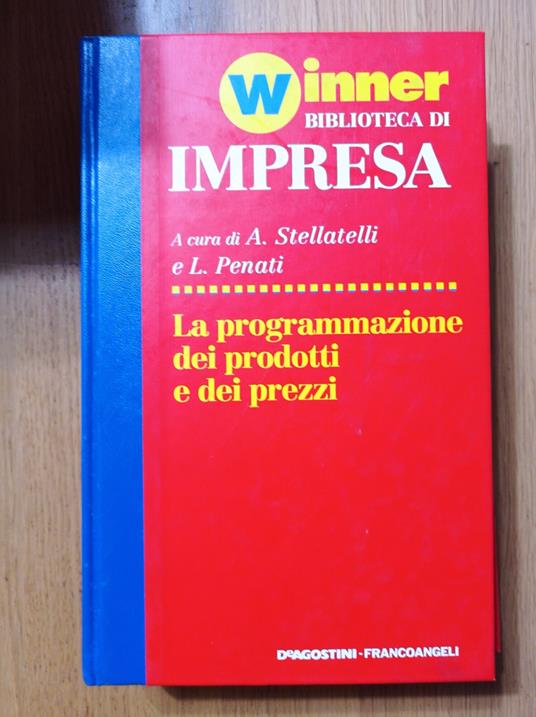 Winner
BIBLIOTECA DI
IMPRESA
A cura di A. Stellatelli
e L. Penati
La programmazione
dei prodotti
e dei prezzi
DEAGOSTINI-FRANCOANGELI